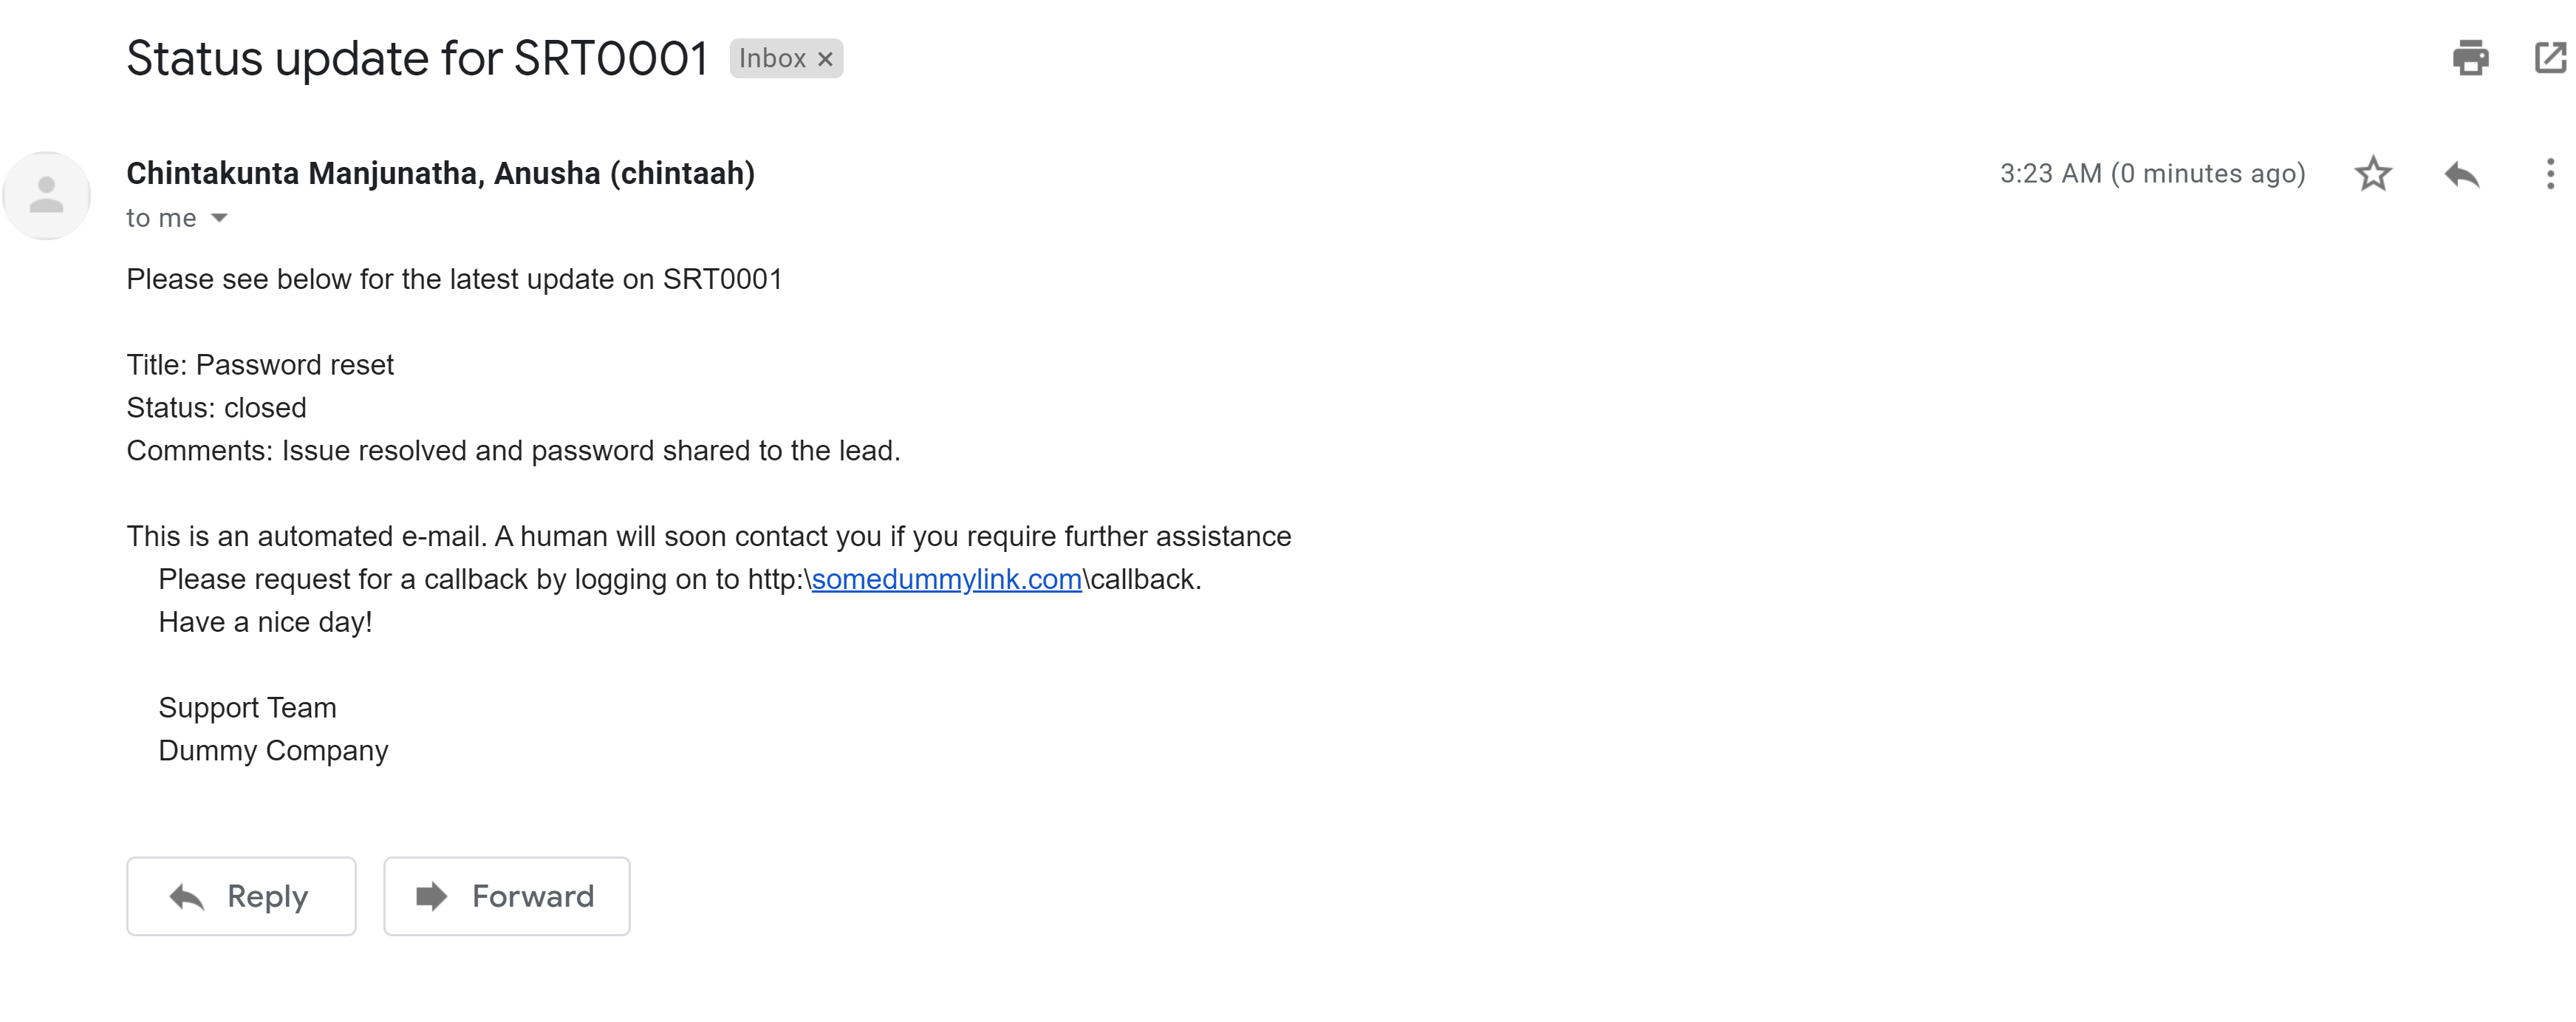 Status update for SRT0001 Inbox ×
Chintakunta Manjunatha, Anusha (chintaah) 3:23 AM (0 minutes ago)
to me
Please see below for the latest update on SRT0001
Title: Password reset
Status: closed
Comments: Issue resolved and password shared to the lead.
This is an automated e-mail. A human will soon contact you if you require further assistance
Please request for a callback by logging on to http:\somedummylink.com\callback.
Have a nice day!
Support Team
Dummy Company
Reply Forward